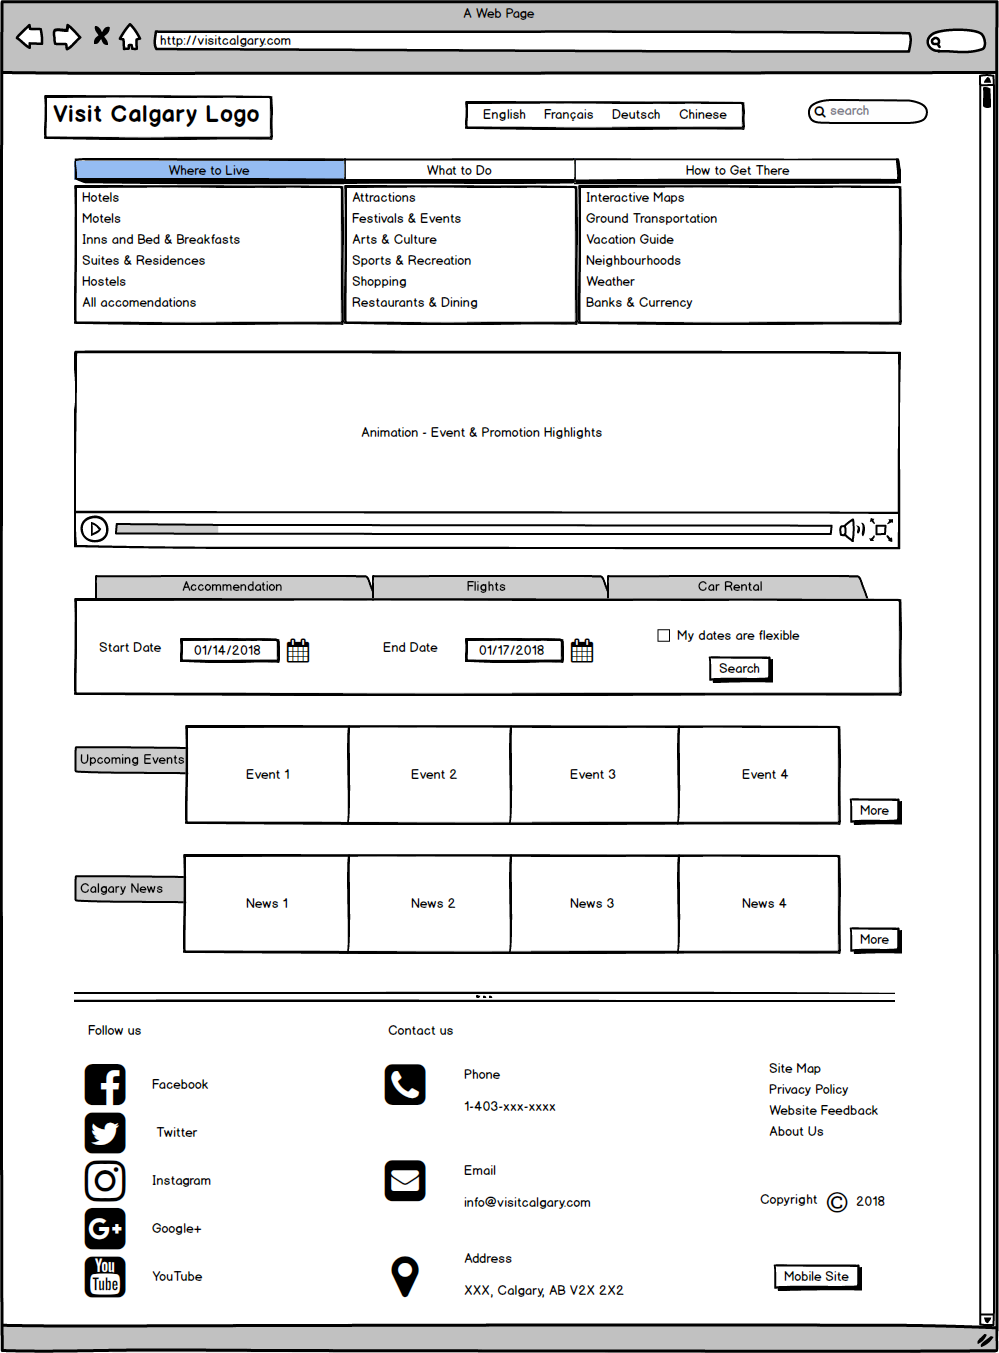 A Web Page
http://visitcalgary.com
Visit Calgary Logo
English Français Deutsch Chinese
search
Where to Live What to Do How to Get There
Hotels
Motels
Inns and Bed & Breakfasts
Suites & Residences
Hostels
All accomendations
Attractions
Festivals & Events
Arts & Culture
Sports & Recreation
Shopping
Restaurants & Dining
Interactive Maps
Ground Transportation
Vacation Guide
Neighbourhoods
Weather
Banks & Currency
Animation - Event & Promotion Highlights
Accommendation Flights Car Rental
Start Date 01/14/2018 End Date 01/17/2018
My dates are flexible
Search
Upcoming Events
Event 1 Event 2 Event 3 Event 4
More
Calgary News
News 1 News 2 News 3 News 4
More
Follow us
Facebook
Twitter
Instagram
G+ Google+
You
Tube YouTube
Contact us
Phone
1-403-xxx-xxxx
Email
info@visitcalgary.com
Address
XXX, Calgary, AB V2X 2X2
Site Map
Privacy Policy
Website Feedback
About Us
Copyright © 2018
Mobile Site